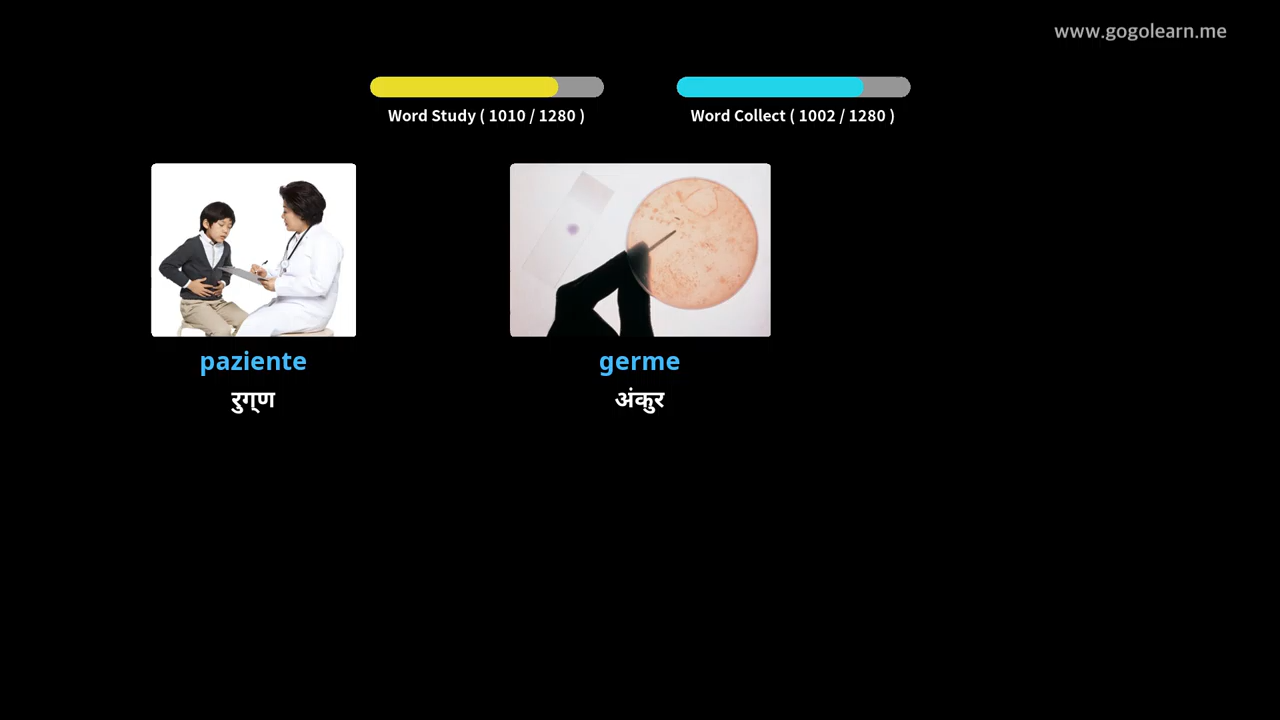 www.gogolearn.me
Word Study ( 1010 / 1280 )
Word Collect ( 1002 / 1280 )
paziente
रुग्ण
germe
अंकुर